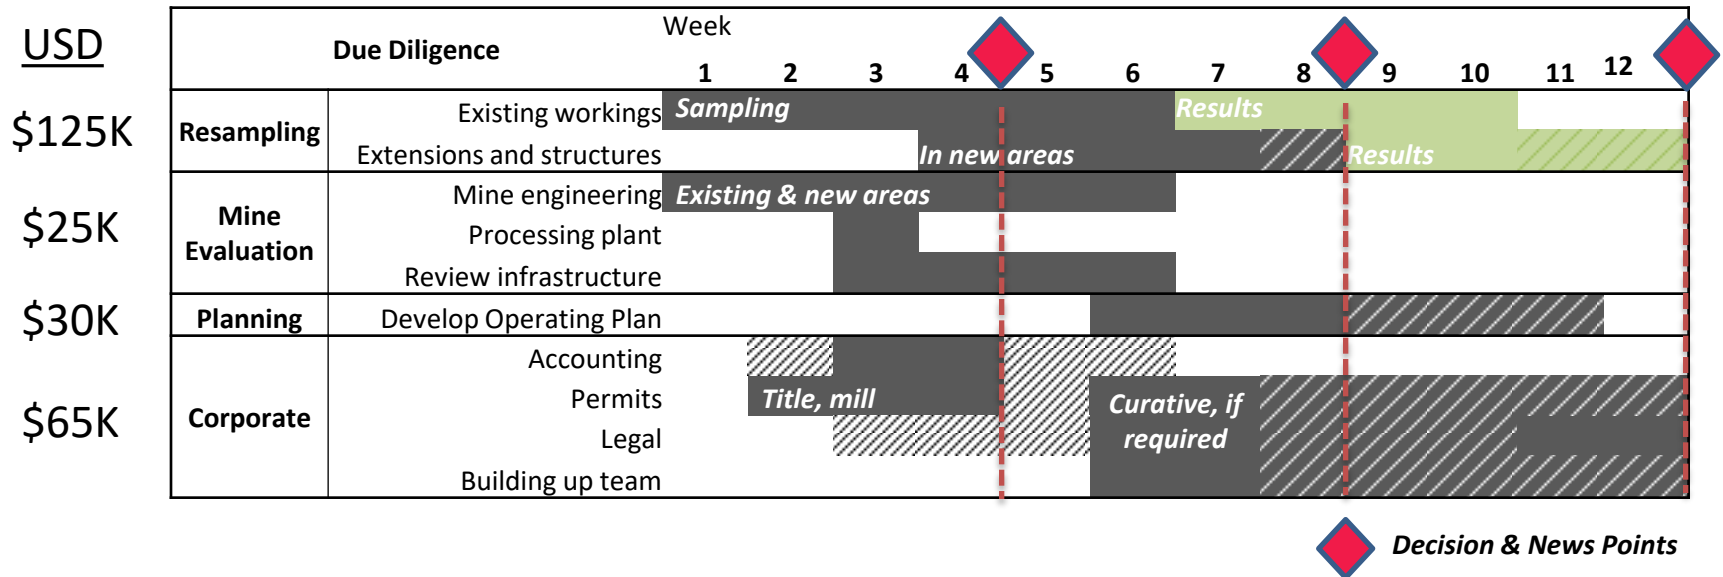 USD
Due Diligence
Week
1 2 3 4 5 6 7 8 9 10 11 12
$125K
Resampling
Existing workings
Sampling
Results
Extensions and structures
In new areas
Results
$25K
Mine
Evaluation
Mine engineering
Existing & new areas
Processing plant
Review infrastructure
$30K
Planning
Develop Operating Plan
$65K
Corporate
Accounting
Permits
Title, mill
Curative, if
required
Legal
Building up team
Decision & News Points